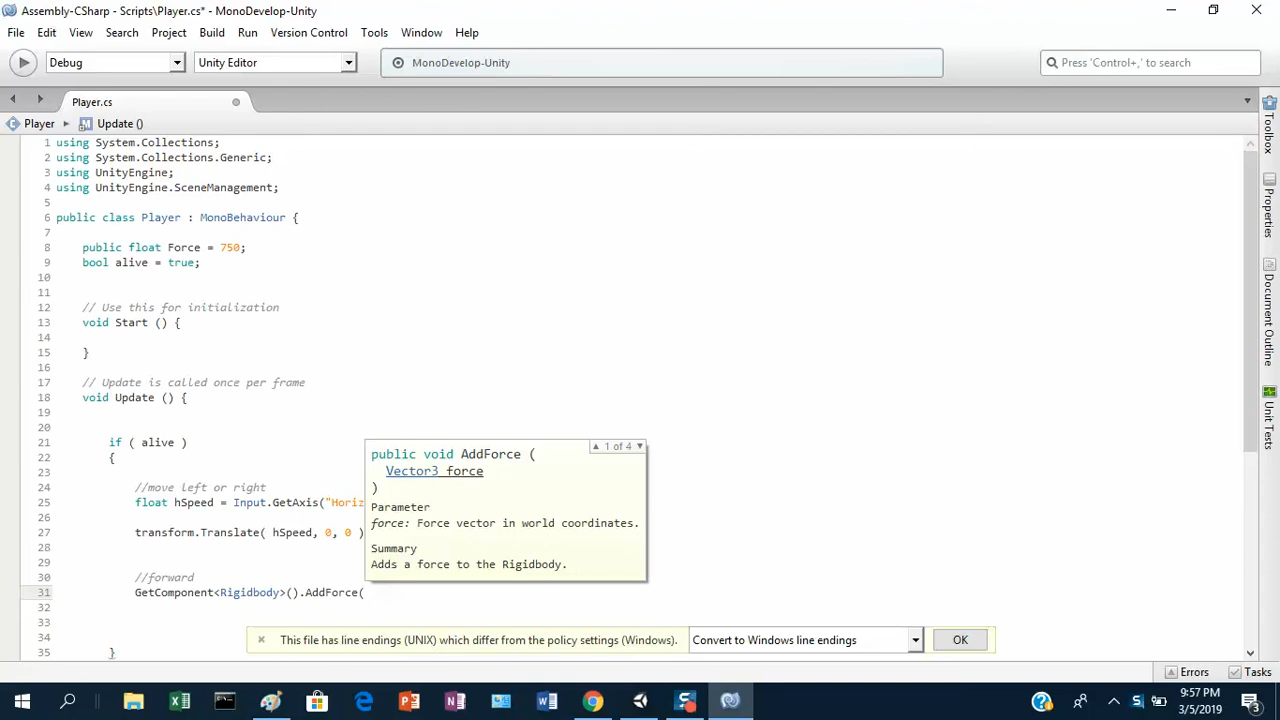 Assembly-CSharp - Scripts\Player.cs* - MonoDevelop-Unity
File Edit View Search Project Build Run Version Control Tools Window Help
Debug Unity Editor MonoDevelop-Unity Press 'Control+,' to search
Player.cs
Player Update ()
1 using System.Collections;
2 using System.Collections.Generic;
3 using UnityEngine;
4 using UnityEngine.SceneManagement;
5
6 public class Player : MonoBehaviour {
7
8 public float Force = 750;
9 bool alive = true;
10
11
12 // Use this for initialization
13 void Start () {
14
15 }
16
17 // Update is called once per frame
18 void Update () {
19
20
21 if ( alive )
22 {
23
24 //move left or right
25 float hSpeed = Input.GetAxis("Horiz
26
27 transform.Translate( hSpeed, 0, 0 )
28
29
30 //forward
31 GetComponent<Rigidbody>().AddForce(
32
33
34
35 }
1 of 4
public void AddForce (
Vector3 force
)
Parameter
force: Force vector in world coordinates.
Summary
Adds a force to the Rigidbody.
This file has line endings (UNIX) which differ from the policy settings (Windows). Convert to Windows line endings OK
Toolbox
Properties
Document Outline
Unit Tests
Errors Tasks
9:57 PM
3/5/2019
3